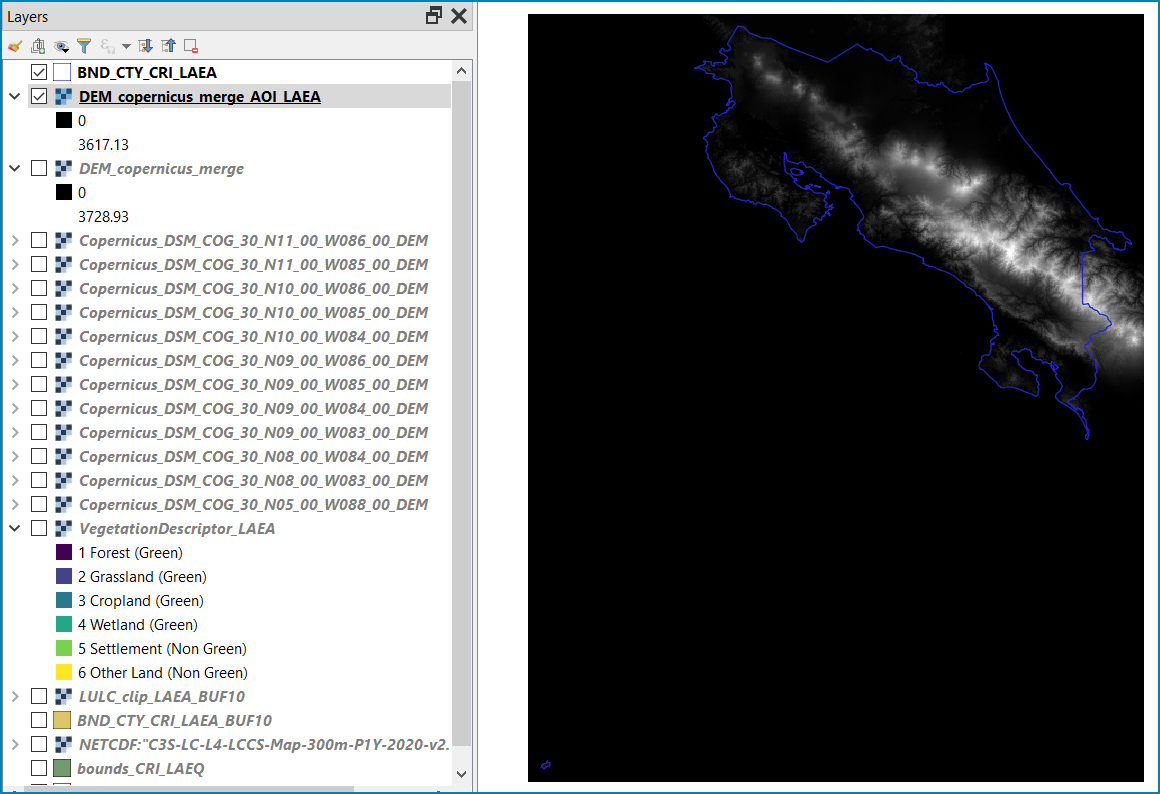 Layers
BND_CTY_CRI_LAEA
DEM_copernicus_merge_AOI_LAEA
0
3617.13
DEM_copernicus_merge
0
3728.93
Copernicus_DSM_COG_30_N11_00_W086_00_DEM
Copernicus_DSM_COG_30_N11_00_W085_00_DEM
Copernicus_DSM_COG_30_N10_00_W086_00_DEM
Copernicus_DSM_COG_30_N10_00_W085_00_DEM
Copernicus_DSM_COG_30_N10_00_W084_00_DEM
Copernicus_DSM_COG_30_N09_00_W086_00_DEM
Copernicus_DSM_COG_30_N09_00_W085_00_DEM
Copernicus_DSM_COG_30_N09_00_W084_00_DEM
Copernicus_DSM_COG_30_N09_00_W083_00_DEM
Copernicus_DSM_COG_30_N08_00_W084_00_DEM
Copernicus_DSM_COG_30_N08_00_W083_00_DEM
Copernicus_DSM_COG_30_N05_00_W088_00_DEM
VegetationDescriptor_LAEA
1 Forest (Green)
2 Grassland (Green)
3 Cropland (Green)
4 Wetland (Green)
5 Settlement (Non Green)
6 Other Land (Non Green)
LULC_clip_LAEA_BUF10
BND_CTY_CRI_LAEA_BUF10
NETCDF:"C3S-LC-L4-LCCS-Map-300m-P1Y-2020-v2.
bounds_CRI_LAEQ